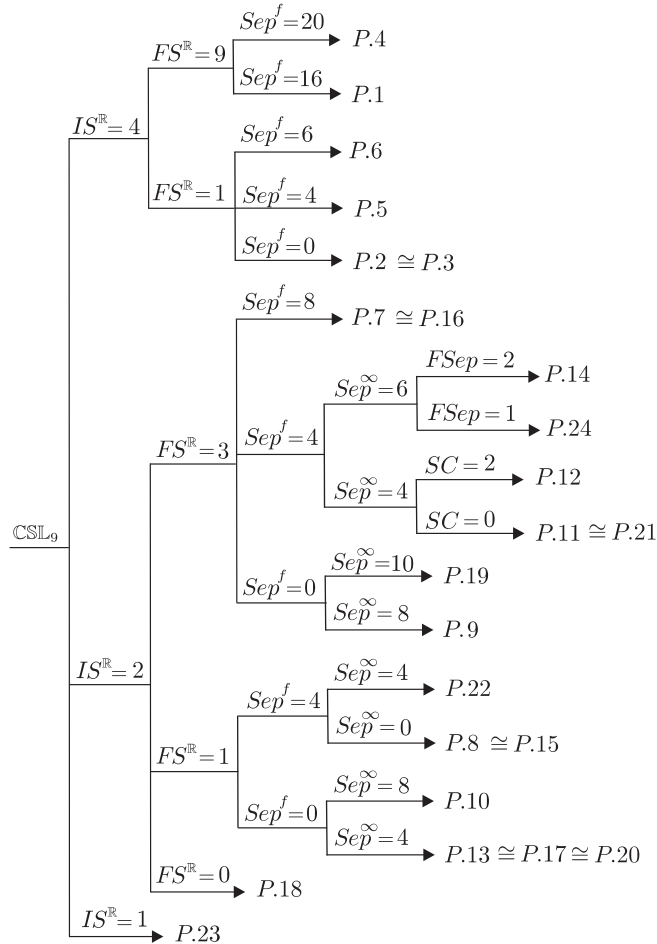 Sep^f = 20
P.4
FS^ℝ = 9
Sep^f = 16
P.1
IS^ℝ = 4
Sep^f = 6
P.6
FS^ℝ = 1
Sep^f = 4
P.5
Sep^f = 0
P.2 ≅ P.3
Sep^f = 8
P.7 ≅ P.16
FSep = 2
P.14
Sep^∞ = 6
FSep = 1
P.24
FS^ℝ = 3
Sep^f = 4
SC = 2
P.12
Sep^∞ = 4
SC = 0
P.11 ≅ P.21
ℂSL₉
Sep^∞ = 10
P.19
Sep^f = 0
Sep^∞ = 8
P.9
IS^ℝ = 2
Sep^∞ = 4
P.22
Sep^f = 4
Sep^∞ = 0
P.8 ≅ P.15
FS^ℝ = 1
Sep^∞ = 8
P.10
Sep^f = 0
Sep^∞ = 4
P.13 ≅ P.17 ≅ P.20
FS^ℝ = 0
P.18
IS^ℝ = 1
P.23